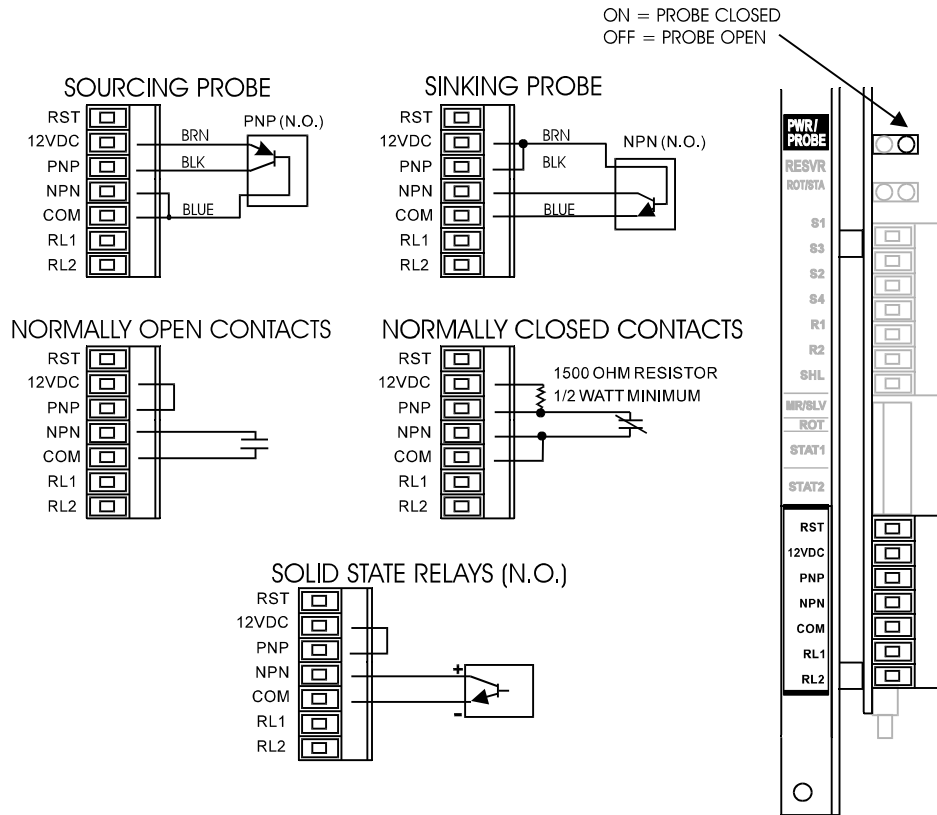 ON = PROBE CLOSED
OFF = PROBE OPEN
SOURCING PROBE
RST
12VDC
PNP
NPN
COM
RL1
RL2
BRN
BLK
BLUE
PNP (N.O.)
SINKING PROBE
RST
12VDC
PNP
NPN
COM
RL1
RL2
BRN
BLK
BLUE
NPN (N.O.)
NORMALLY OPEN CONTACTS
RST
12VDC
PNP
NPN
COM
RL1
RL2
NORMALLY CLOSED CONTACTS
RST
12VDC
PNP
NPN
COM
RL1
RL2
1500 OHM RESISTOR
1/2 WATT MINIMUM
SOLID STATE RELAYS (N.O.)
RST
12VDC
PNP
NPN
COM
RL1
RL2
+
-
PWR/
PROBE
RESVR
ROT/STA
S1
S3
S2
S4
R1
R2
SHL
MR/SLV
ROT
STAT1
STAT2
RST
12VDC
PNP
NPN
COM
RL1
RL2